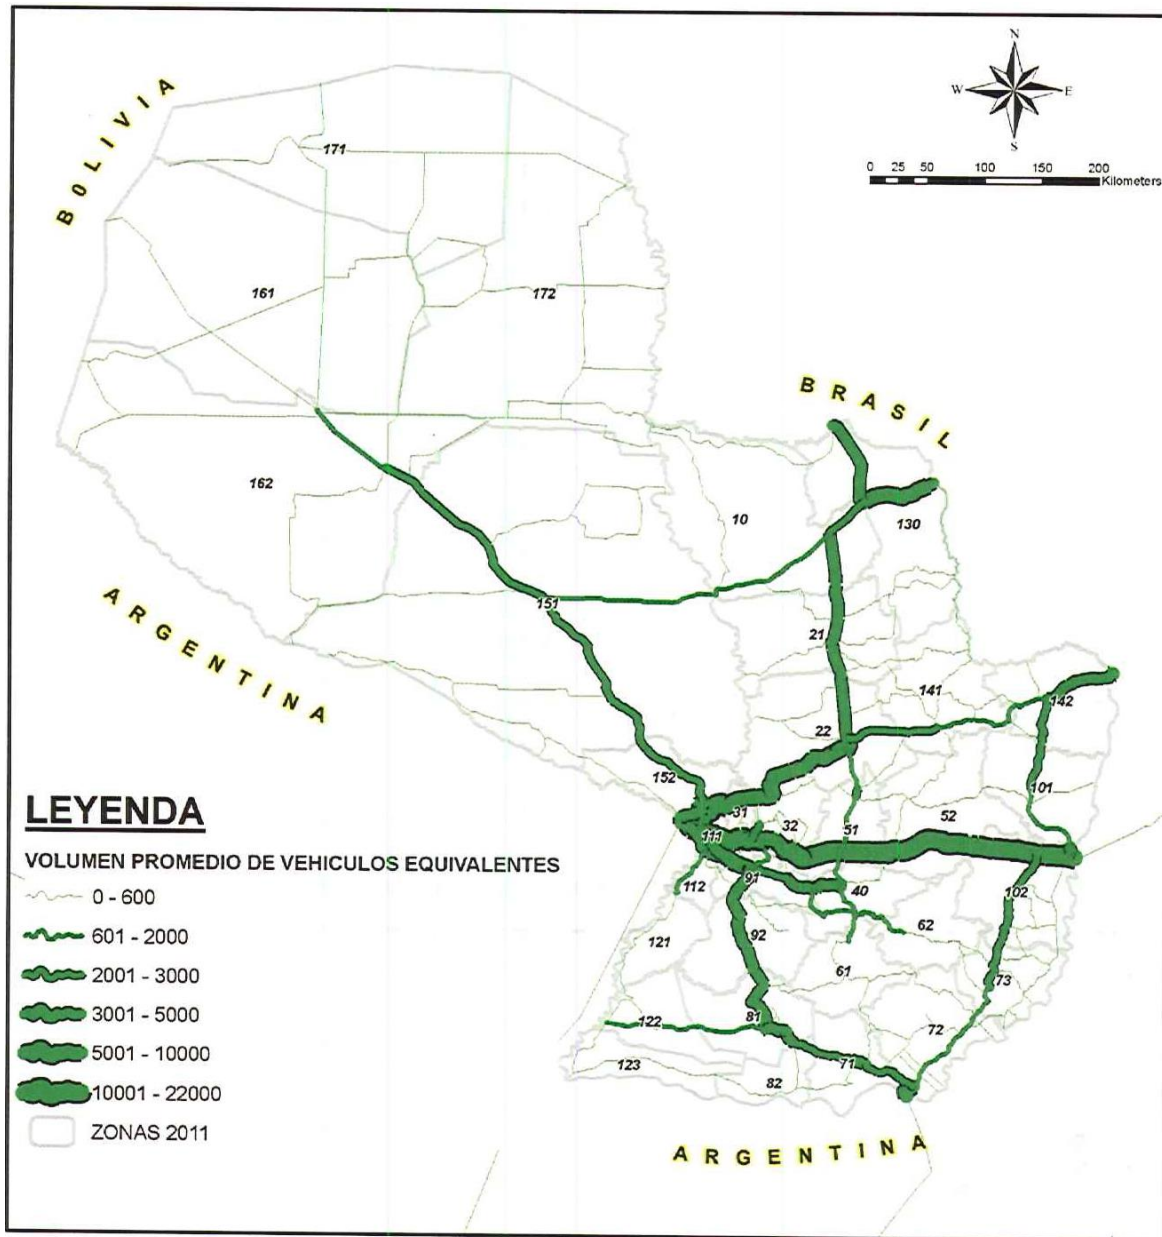 N
W E
S
0 25 50 100 150 200
Kilometers
BOLIVIA
171
161
172
BRASIL
162
10
130
ARGENTINA
151
21
141
142
22
152
101
31
32
51
52
111
91
40
102
112
92
62
121
61
73
81
72
122
71
123
82
ARGENTINA
LEYENDA
VOLUMEN PROMEDIO DE VEHICULOS EQUIVALENTES
0 - 600
601 - 2000
2001 - 3000
3001 - 5000
5001 - 10000
10001 - 22000
ZONAS 2011